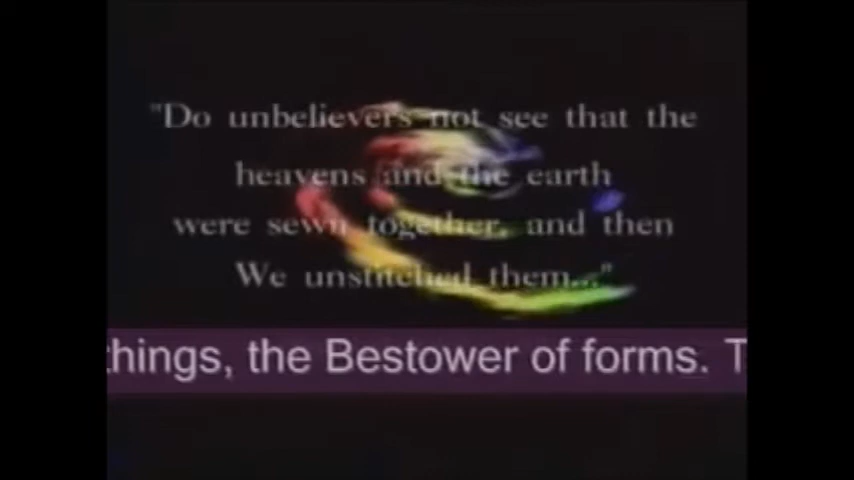 "Do unbelievers not see that the
heavens and the earth
were sewn together, and then
We unstitched them..."
things, the Bestower of forms. T